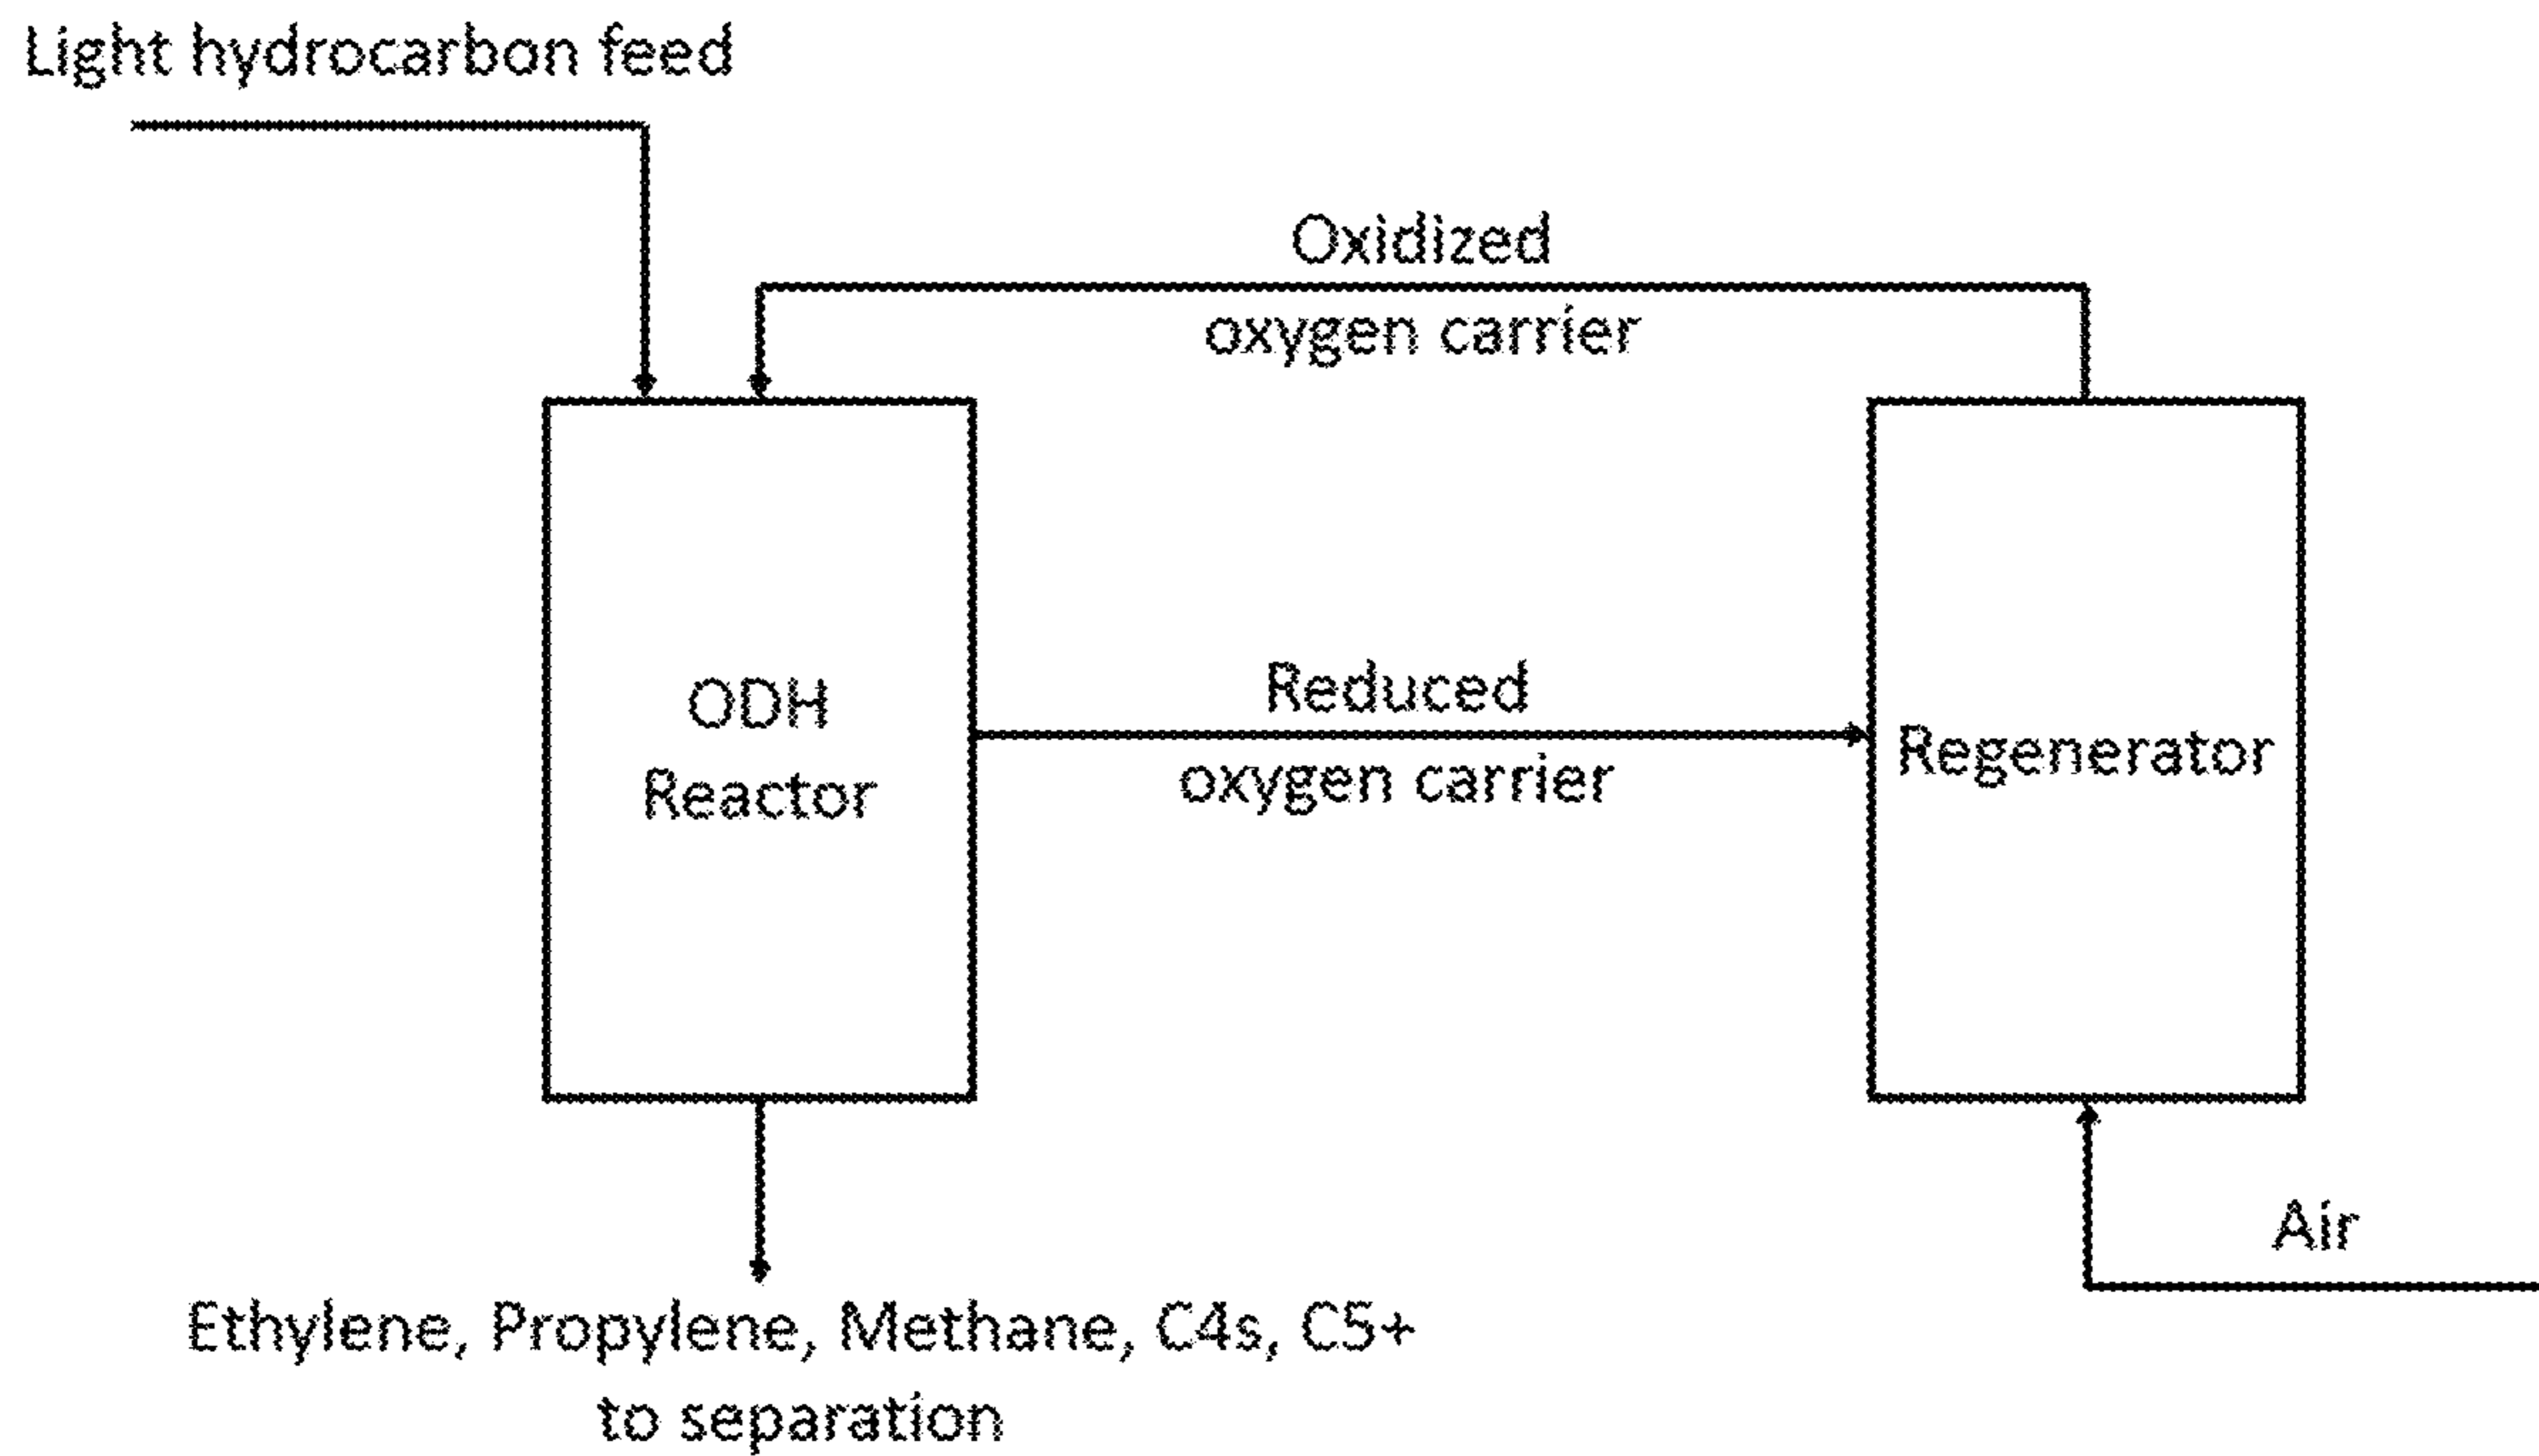 Light hydrocarbon feed
Oxidized
oxygen carrier
ODH
Reactor
Reduced
oxygen carrier
Regenerator
Air
Ethylene, Propylene, Methane, C4s, C5+
to separation